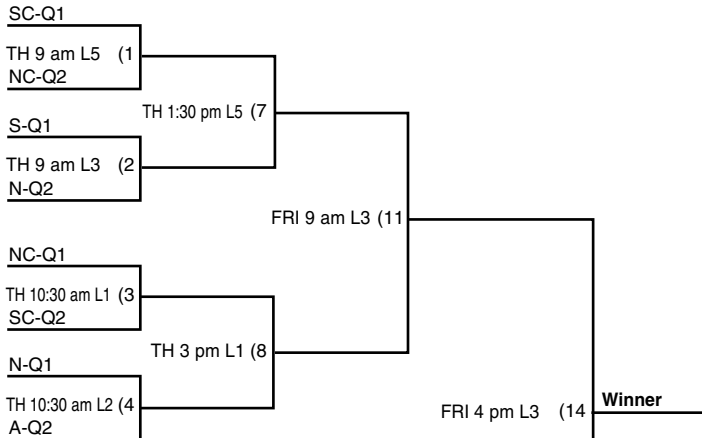 SC-Q1
TH 9 am L5 (1
NC-Q2
TH 1:30 pm L5 (7
S-Q1
TH 9 am L3 (2
N-Q2
FRI 9 am L3 (11
NC-Q1
TH 10:30 am L1 (3
SC-Q2
TH 3 pm L1 (8
N-Q1
TH 10:30 am L2 (4
A-Q2
FRI 4 pm L3 (14
Winner